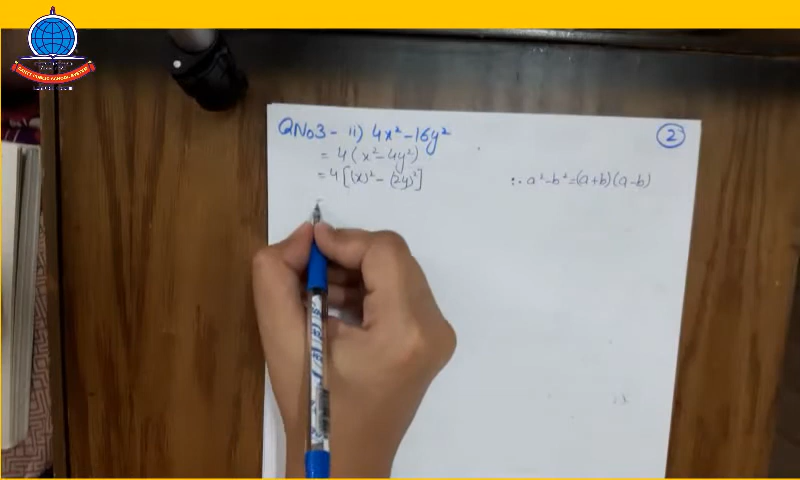 QNo3- ii) 4x²-16y²
②
= 4(x²-4y²)
= 4[(x)²-(2y)²]
∵ a²-b²=(a+b)(a-b)
=